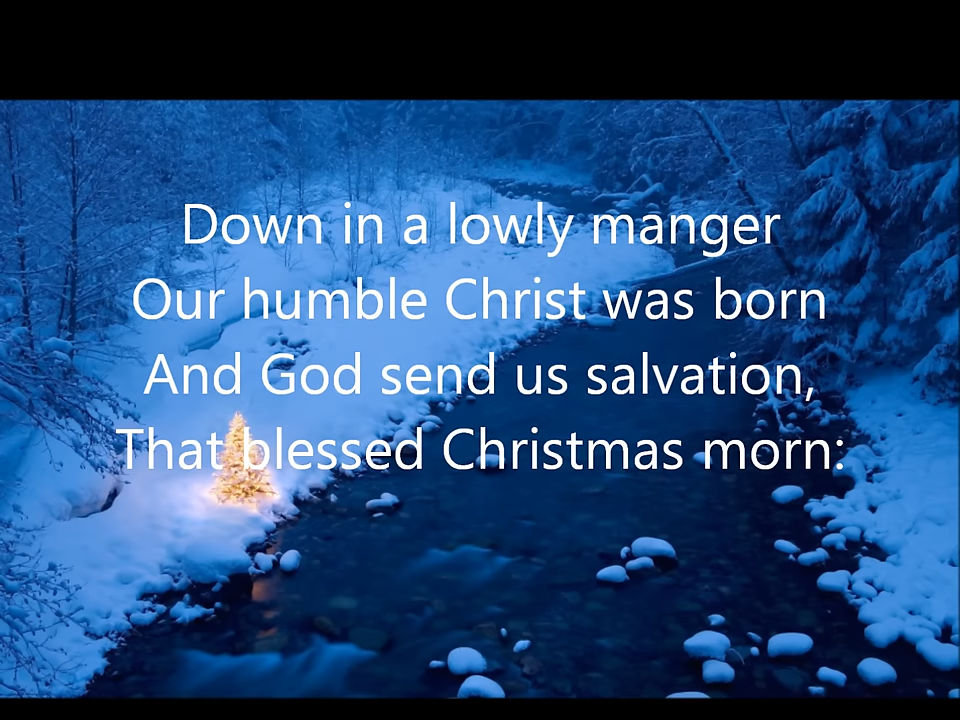 Down in a lowly manger
Our humble Christ was born
And God send us salvation,
That blessed Christmas morn: